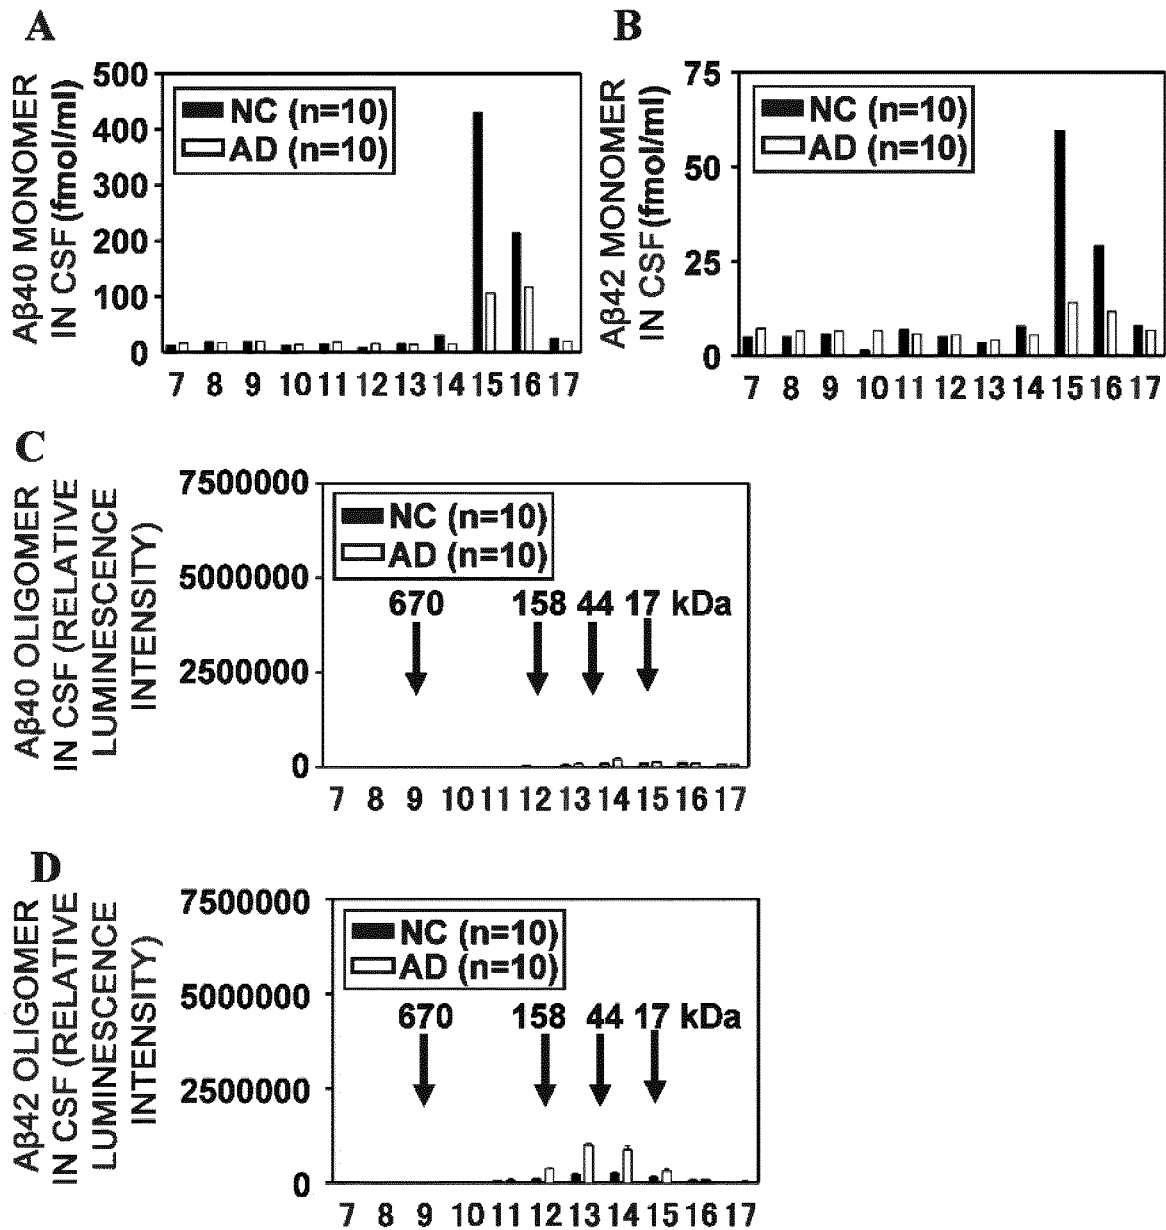 A
Aβ40 MONOMER
IN CSF (fmol/ml)
500
400
300
200
100
0
NC (n=10)
AD (n=10)
7 8 9 10 11 12 13 14 15 16 17
B
Aβ42 MONOMER
IN CSF (fmol/ml)
75
50
25
0
NC (n=10)
AD (n=10)
7 8 9 10 11 12 13 14 15 16 17
C
Aβ40 OLIGOMER
IN CSF (RELATIVE
LUMINESCENCE
INTENSITY)
7500000
5000000
2500000
0
NC (n=10)
AD (n=10)
670 158 44 17 kDa
7 8 9 10 11 12 13 14 15 16 17
D
Aβ42 OLIGOMER
IN CSF (RELATIVE
LUMINESCENCE
INTENSITY)
7500000
5000000
2500000
0
NC (n=10)
AD (n=10)
670 158 44 17 kDa
7 8 9 10 11 12 13 14 15 16 17